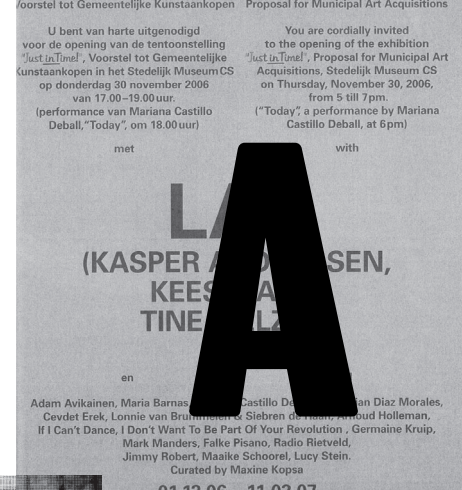 Voorstel tot Gemeentelijke Kunstaankopen
Proposal for Municipal Art Acquisitions
U bent van harte uitgenodigd
voor de opening van de tentoonstelling
"Just in Time!", Voorstel tot Gemeentelijke
Kunstaankopen in het Stedelijk Museum CS
op donderdag 30 november 2006
van 17.00–19.00 uur.
(performance van Mariana Castillo
Deball, "Today", om 18.00 uur)
met
You are cordially invited
to the opening of the exhibition
"Just in Time!", Proposal for Municipal Art
Acquisitions, Stedelijk Museum CS
on Thursday, November 30, 2006,
from 5 till 7pm.
("Today", a performance by Mariana
Castillo Deball, at 6pm)
with
A
(KASPER
KEES
TINE
en
Adam Avikainen, Maria Barnas, Castillo Diaz Morales,
Cevdet Erek, Lonnie van Brummelen & Siebren de Haan, Arnoud Holleman,
If I Can't Dance, I Don't Want To Be Part Of Your Revolution , Germaine Kruip,
Mark Manders, Falke Pisano, Radio Rietveld,
Jimmy Robert, Maaike Schoorel, Lucy Stein.
Curated by Maxine Kopsa